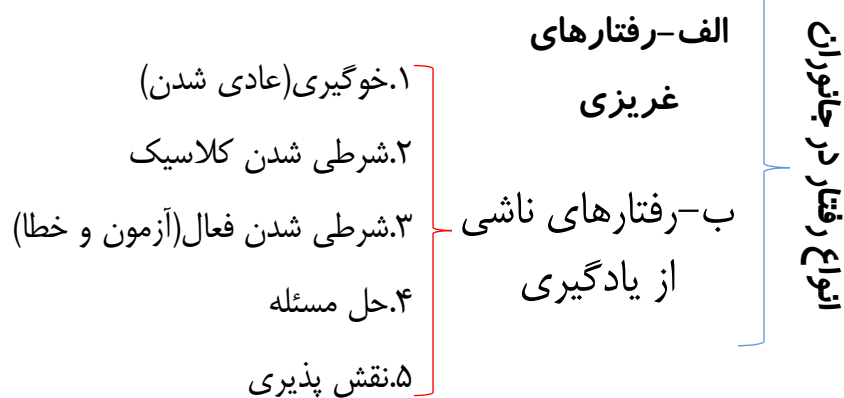 انواع رفتار در جانوران
الف-رفتارهای
غریزی
ب-رفتارهای ناشی
از یادگیری
۱.خوگیری(عادی شدن)
۲.شرطی شدن کلاسیک
۳.شرطی شدن فعال(آزمون و خطا)
۴.حل مسئله
۵.نقش پذیری